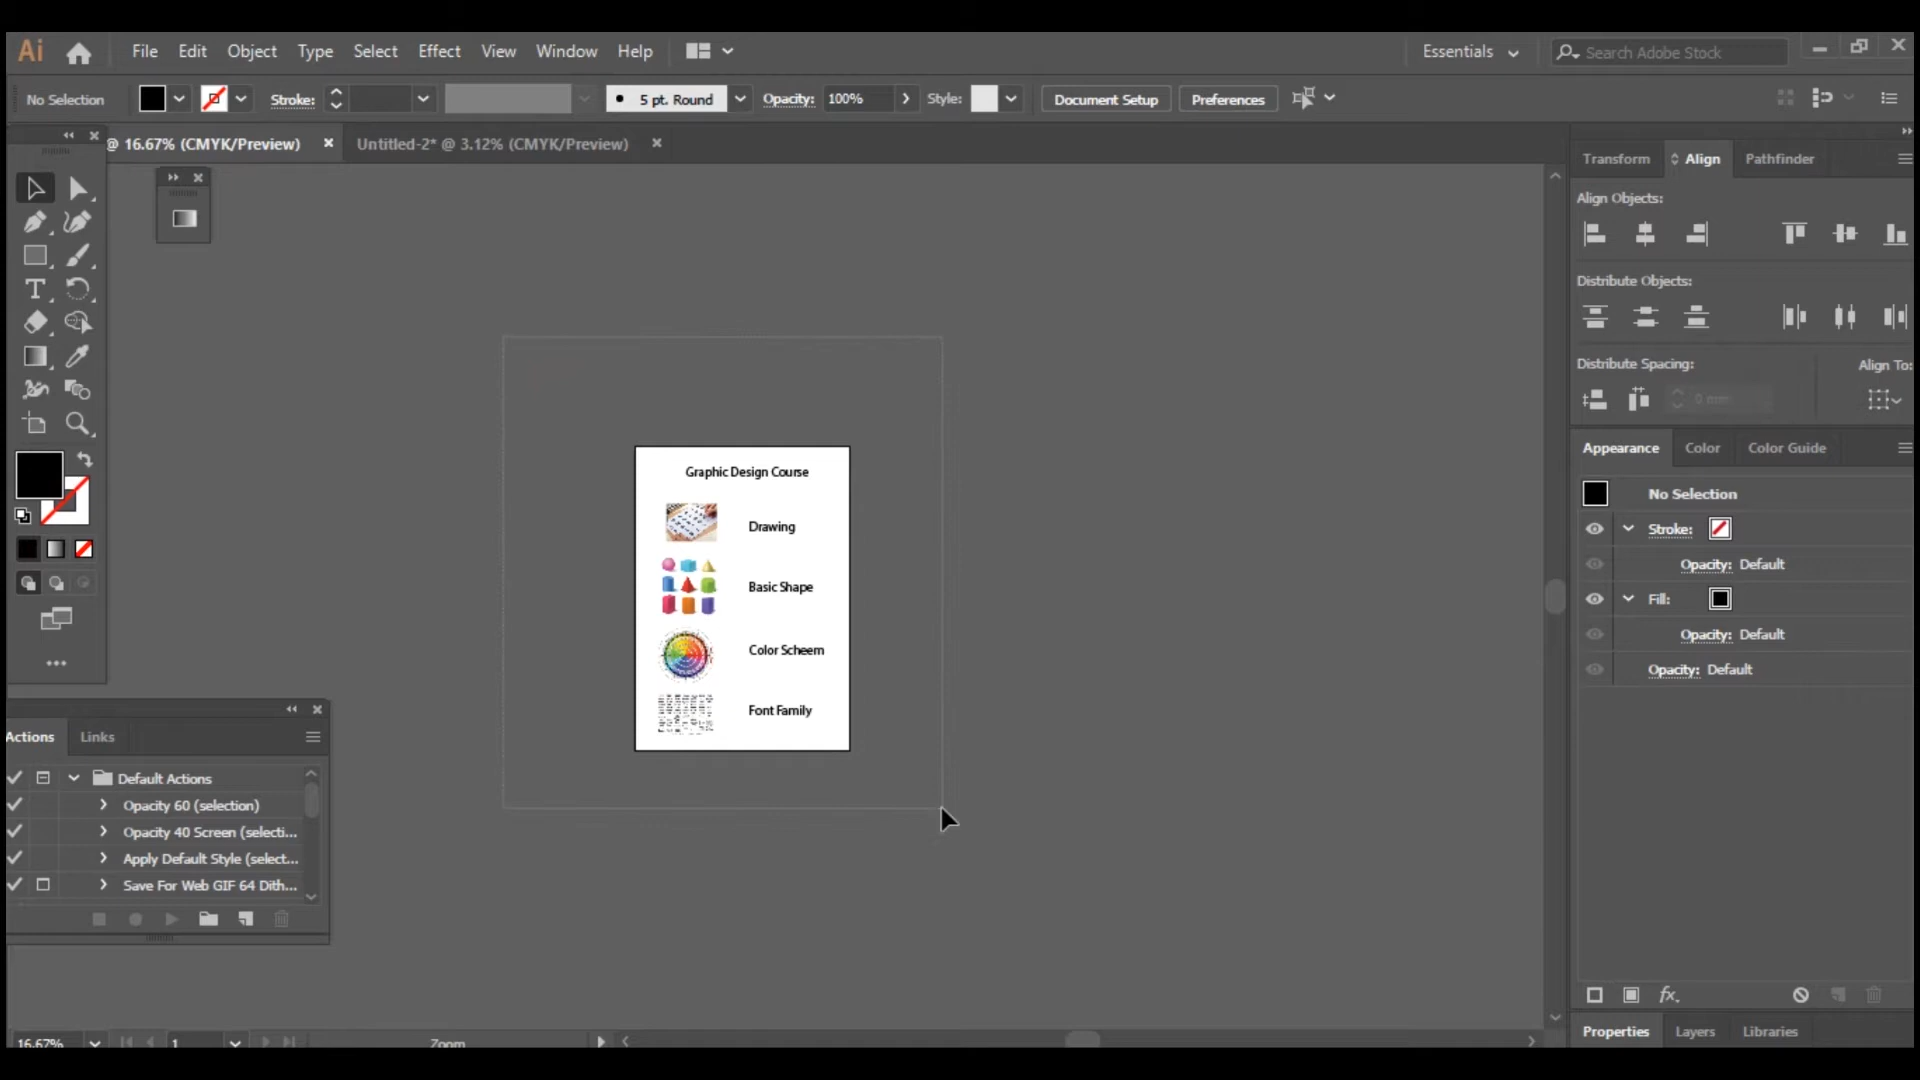 Ai File Edit Object Type Select Effect View Window Help Essentials Search Adobe Stock
No Selection Stroke: 5 pt. Round Opacity: 100% Style: Document Setup Preferences
@ 16.67% (CMYK/Preview) × Untitled-2* @ 3.12% (CMYK/Preview) ×
Transform Align Pathfinder
Align Objects:
Distribute Objects:
Distribute Spacing: Align To:
0 mm
Appearance Color Color Guide
No Selection
Stroke:
Opacity: Default
Fill:
Opacity: Default
Opacity: Default
fx.
Properties Layers Libraries
T
Graphic Design Course
Drawing
Basic Shape
Color Scheem
Font Family
Actions Links
Default Actions
Opacity 60 (selection)
Opacity 40 Screen (selecti...
Apply Default Style (select...
Save For Web GIF 64 Dith...
16.67% 1 Zoom